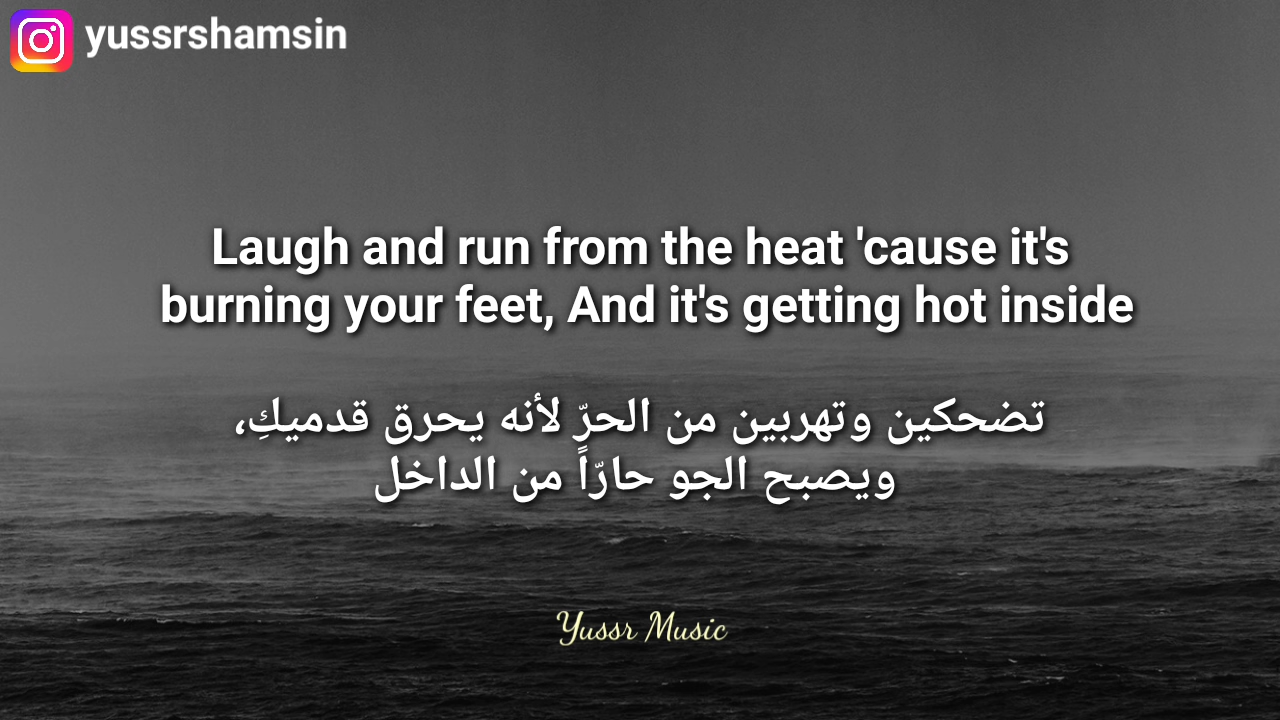 yussrshamsin
Laugh and run from the heat 'cause it's
burning your feet, And it's getting hot inside
تضحكين وتهربين من الحرّ لأنه يحرق قدميكِ،
ويصبح الجو حارّاً من الداخل
Yussr Music